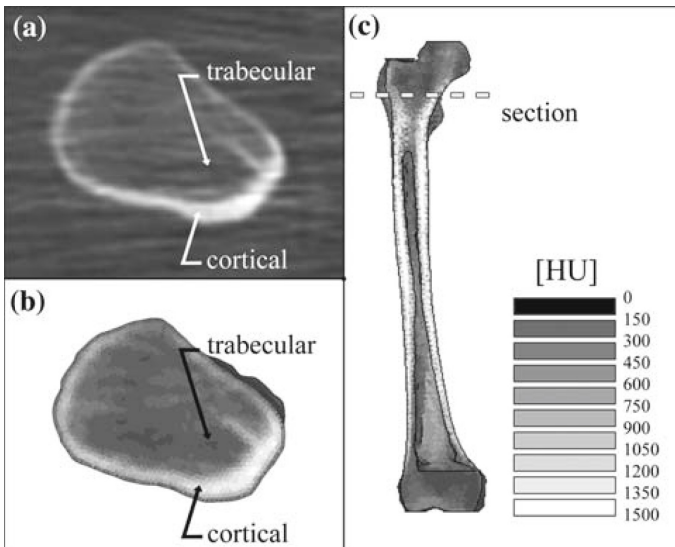 (a)
trabecular
cortical
(b)
trabecular
cortical
(c)
section
[HU]
0
150
300
450
600
750
900
1050
1200
1350
1500